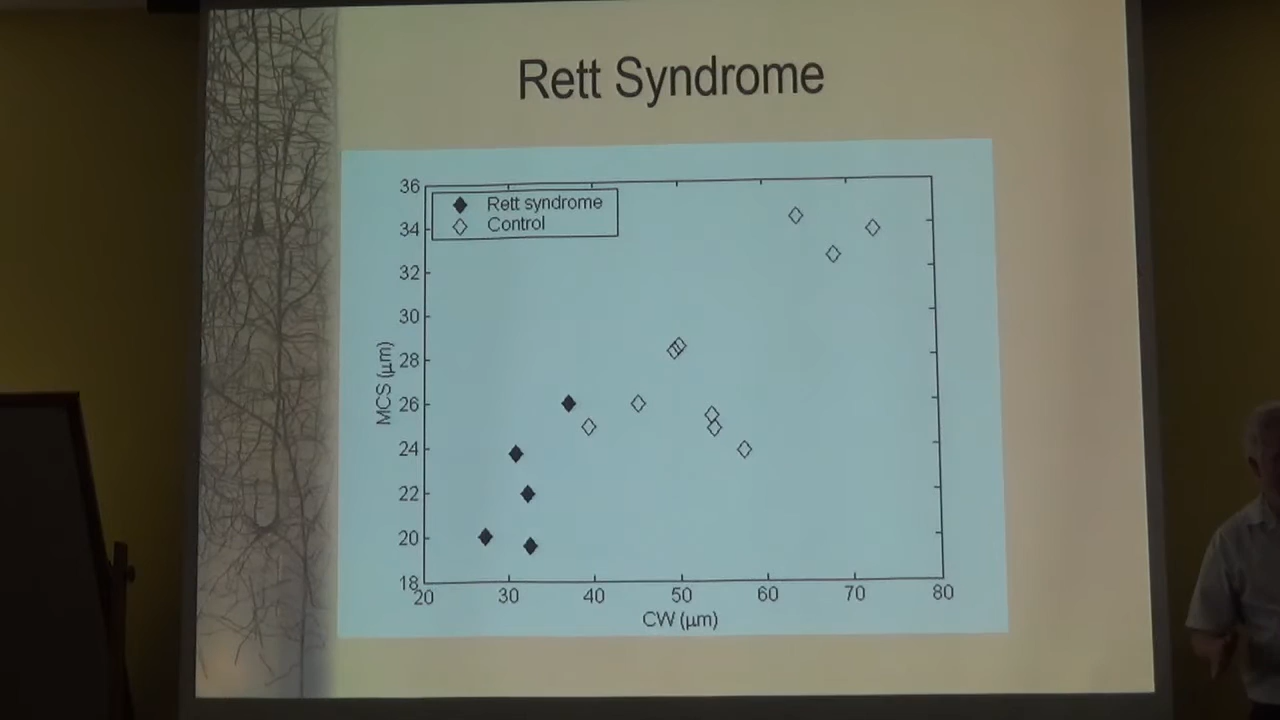 Rett Syndrome
36
Rett syndrome
Control
34
32
30
28
26
24
22
20
18
MCS (μm)
20 30 40 50 60 70 80
CW (μm)